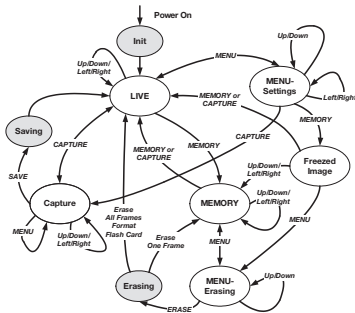 Power On
Init
Up/Down/
Left/Right
MENU
Up/Down
LIVE
MENU-
Settings
Left/Right
MEMORY or
CAPTURE
Saving
MEMORY
MEMORY
CAPTURE
CAPTURE
MEMORY or
CAPTURE
Freezed
Image
SAVE
Up/Down/
Left/Right
Capture
Up/Down/
Left/Right
MEMORY
Erase
All Frames
Format
Flash Card
MENU
Up/Down/
Left/Right
Erase
One Frame
MENU
MENU
Erasing
MENU-
Erasing
Up/Down
ERASE